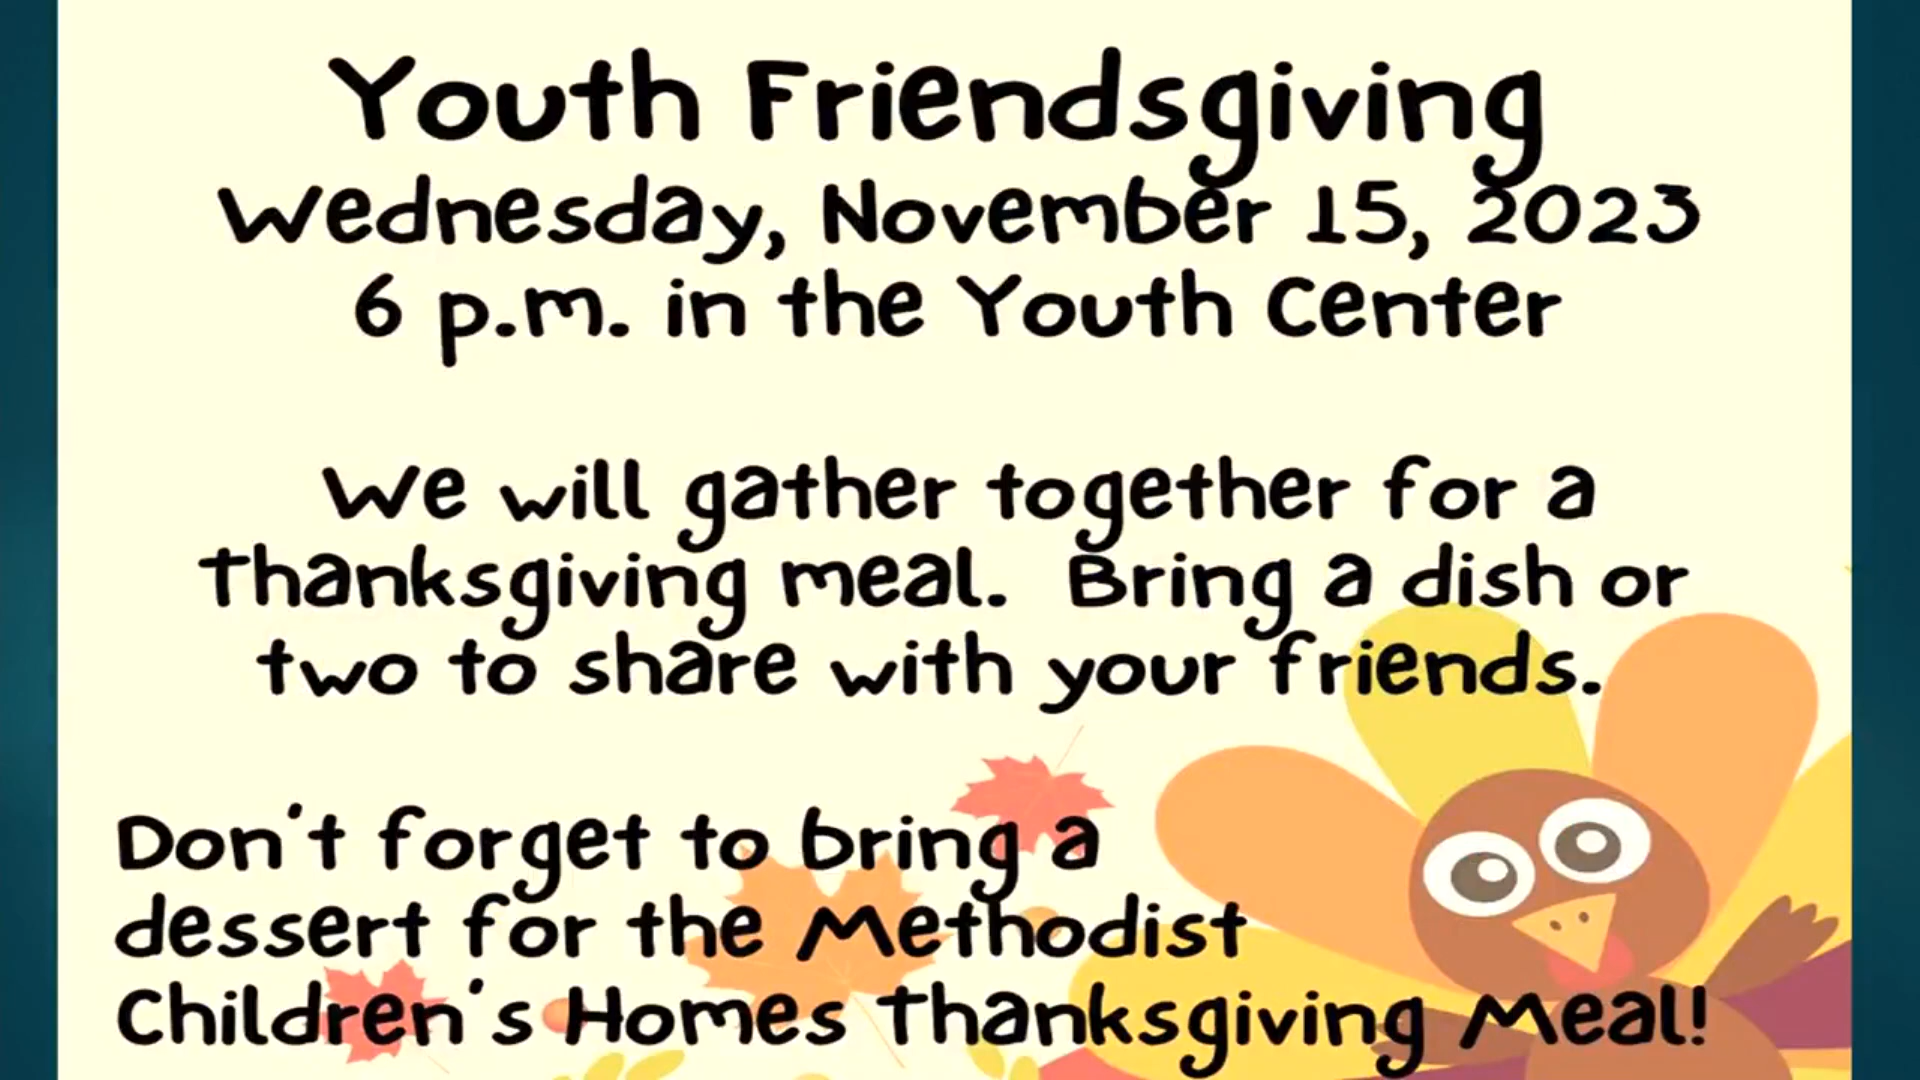 Youth Friendsgiving
Wednesday, November 15, 2023
6 p.m. in the Youth Center
We will gather together for a
Thanksgiving meal. Bring a dish or
two to share with your friends.
Don't forget to bring a
dessert for the Methodist
Children's Homes Thanksgiving Meal!